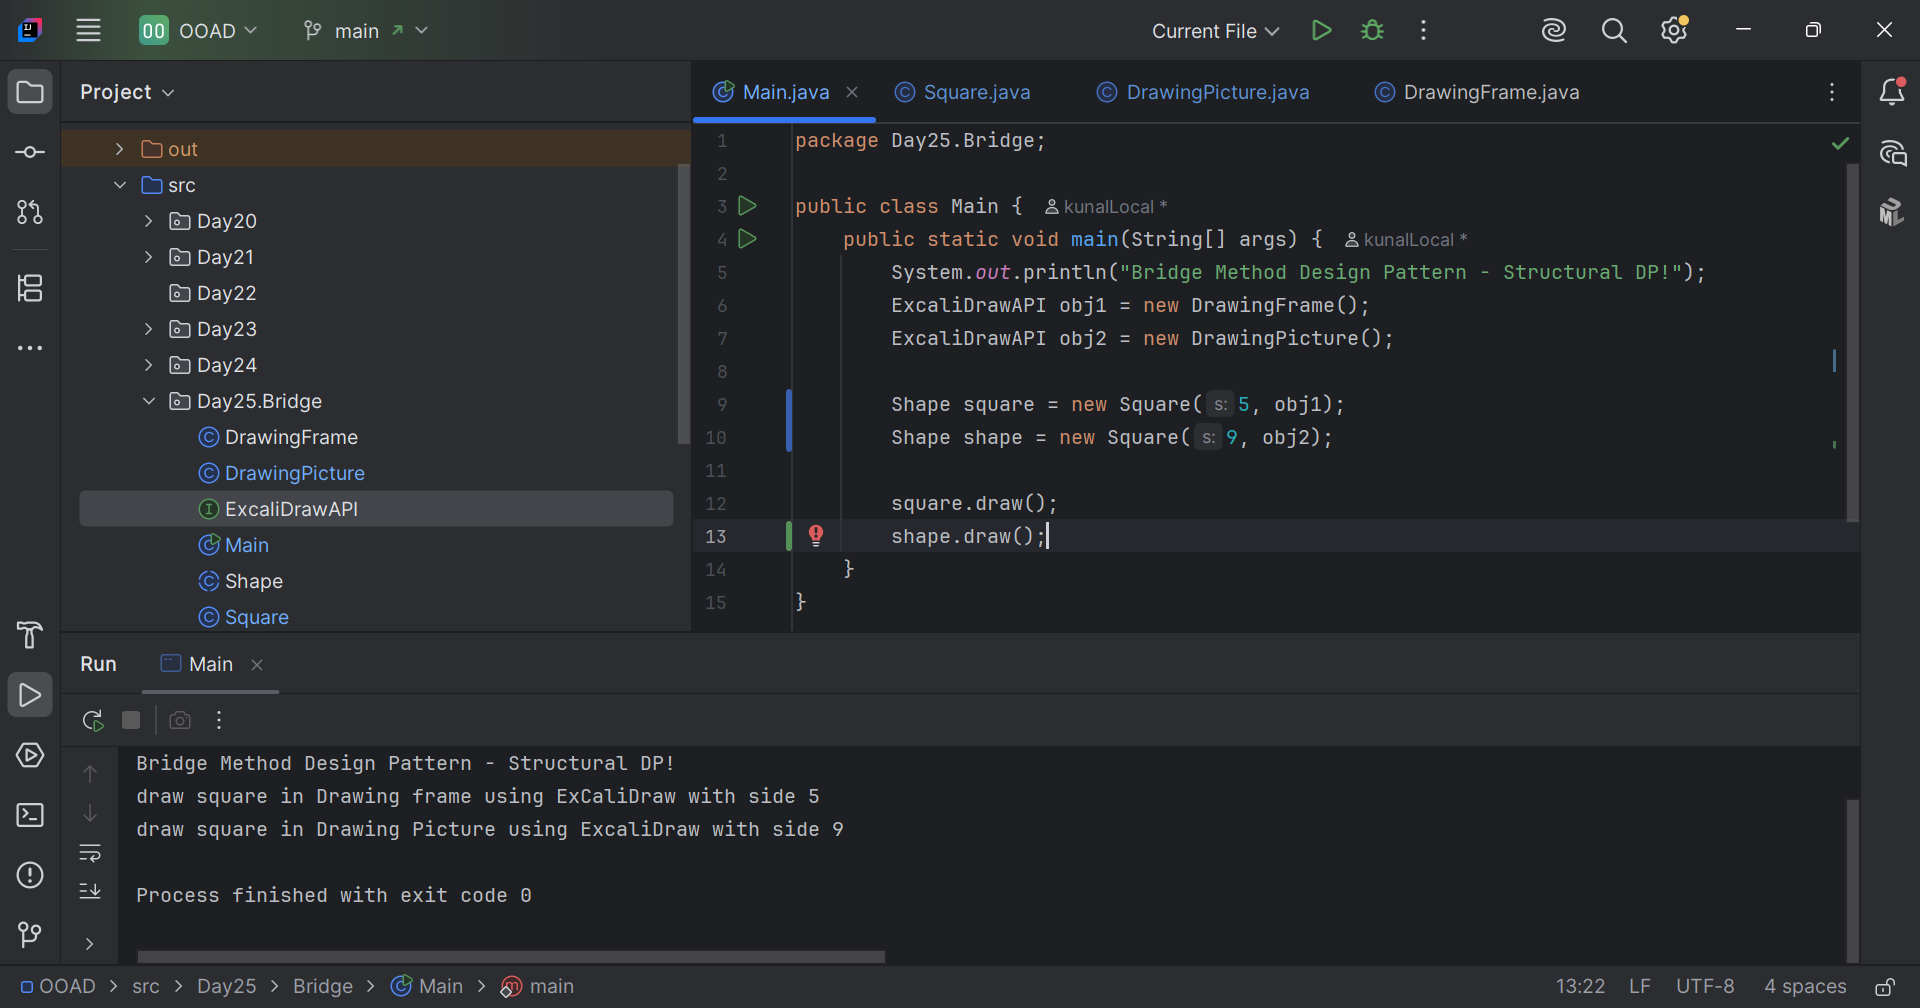 OO OOAD main Current File
Project
out
src
Day20
Day21
Day22
Day23
Day24
Day25.Bridge
DrawingFrame
DrawingPicture
ExcaliDrawAPI
Main
Shape
Square
Main.java Square.java DrawingPicture.java DrawingFrame.java
1 package Day25.Bridge;
2
3 public class Main { kunalLocal *
4 public static void main(String[] args) { kunalLocal *
5 System.out.println("Bridge Method Design Pattern - Structural DP!");
6 ExcaliDrawAPI obj1 = new DrawingFrame();
7 ExcaliDrawAPI obj2 = new DrawingPicture();
8
9 Shape square = new Square( s: 5, obj1);
10 Shape shape = new Square( s: 9, obj2);
11
12 square.draw();
13 shape.draw();
14 }
15 }
Run Main
Bridge Method Design Pattern - Structural DP!
draw square in Drawing frame using ExCaliDraw with side 5
draw square in Drawing Picture using ExcaliDraw with side 9
Process finished with exit code 0
OOAD > src > Day25 > Bridge > Main > main 13:22 LF UTF-8 4 spaces